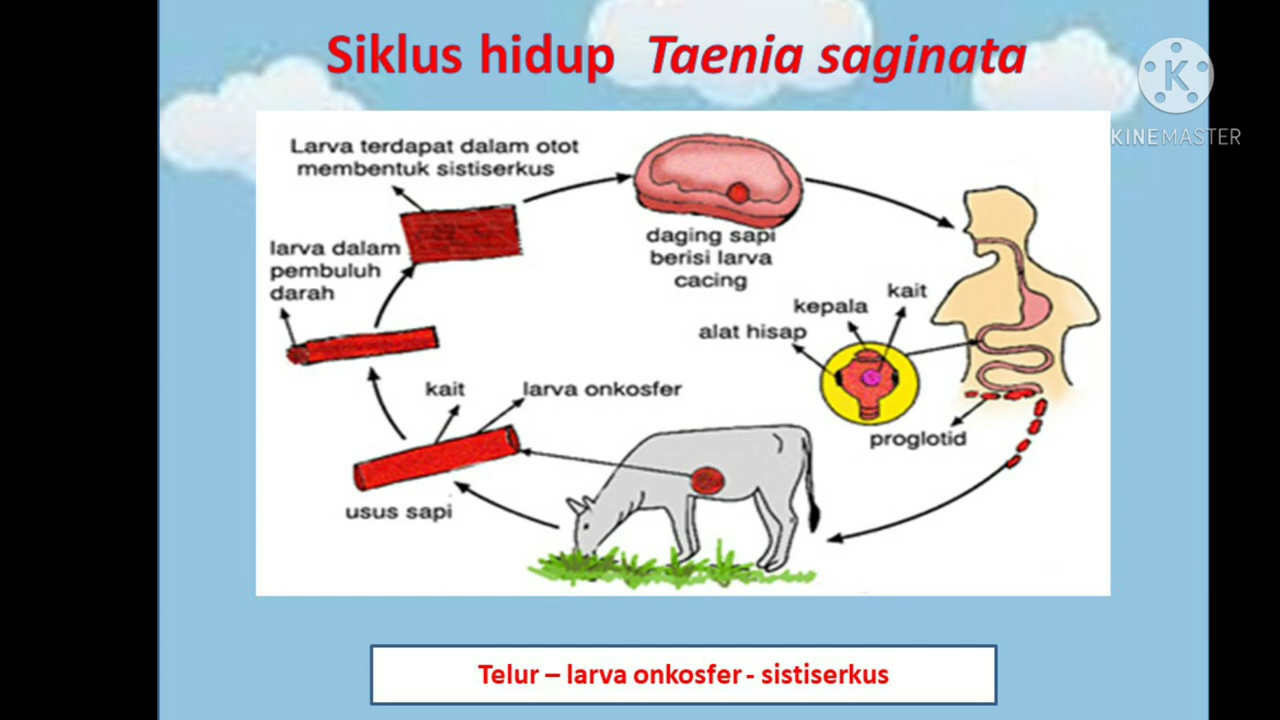 Siklus hidup Taenia saginata
KINEMASTER
Larva terdapat dalam otot
membentuk sistiserkus
daging sapi
berisi larva
cacing
larva dalam
pembuluh
darah
kait
kepala
alat hisap
kait
larva onkosfer
proglotid
usus sapi
Telur – larva onkosfer - sistiserkus